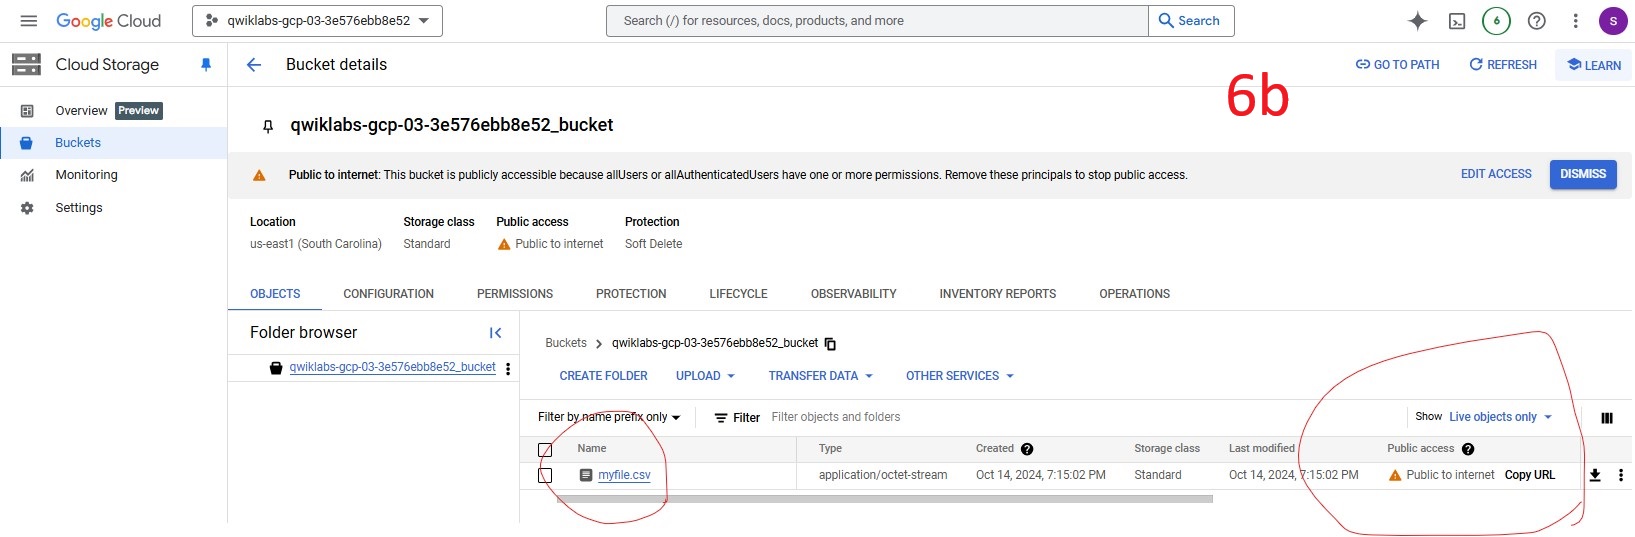 Google Cloud
qwiklabs-gcp-03-3e576ebb8e52
Search (/) for resources, docs, products, and more
Search
6
S
Cloud Storage
Bucket details
GO TO PATH
REFRESH
LEARN
6b
Overview Preview
Buckets
Monitoring
Settings
qwiklabs-gcp-03-3e576ebb8e52_bucket
Public to internet: This bucket is publicly accessible because allUsers or allAuthenticatedUsers have one or more permissions. Remove these principals to stop public access.
EDIT ACCESS
DISMISS
Location Storage class Public access Protection
us-east1 (South Carolina) Standard Public to internet Soft Delete
OBJECTS CONFIGURATION PERMISSIONS PROTECTION LIFECYCLE OBSERVABILITY INVENTORY REPORTS OPERATIONS
Folder browser
qwiklabs-gcp-03-3e576ebb8e52_bucket
Buckets > qwiklabs-gcp-03-3e576ebb8e52_bucket
CREATE FOLDER UPLOAD TRANSFER DATA OTHER SERVICES
Filter by name prefix only Filter Filter objects and folders Show Live objects only
Name Type Created ? Storage class Last modified Public access ?
myfile.csv application/octet-stream Oct 14, 2024, 7:15:02 PM Standard Oct 14, 2024, 7:15:02 PM Public to internet Copy URL